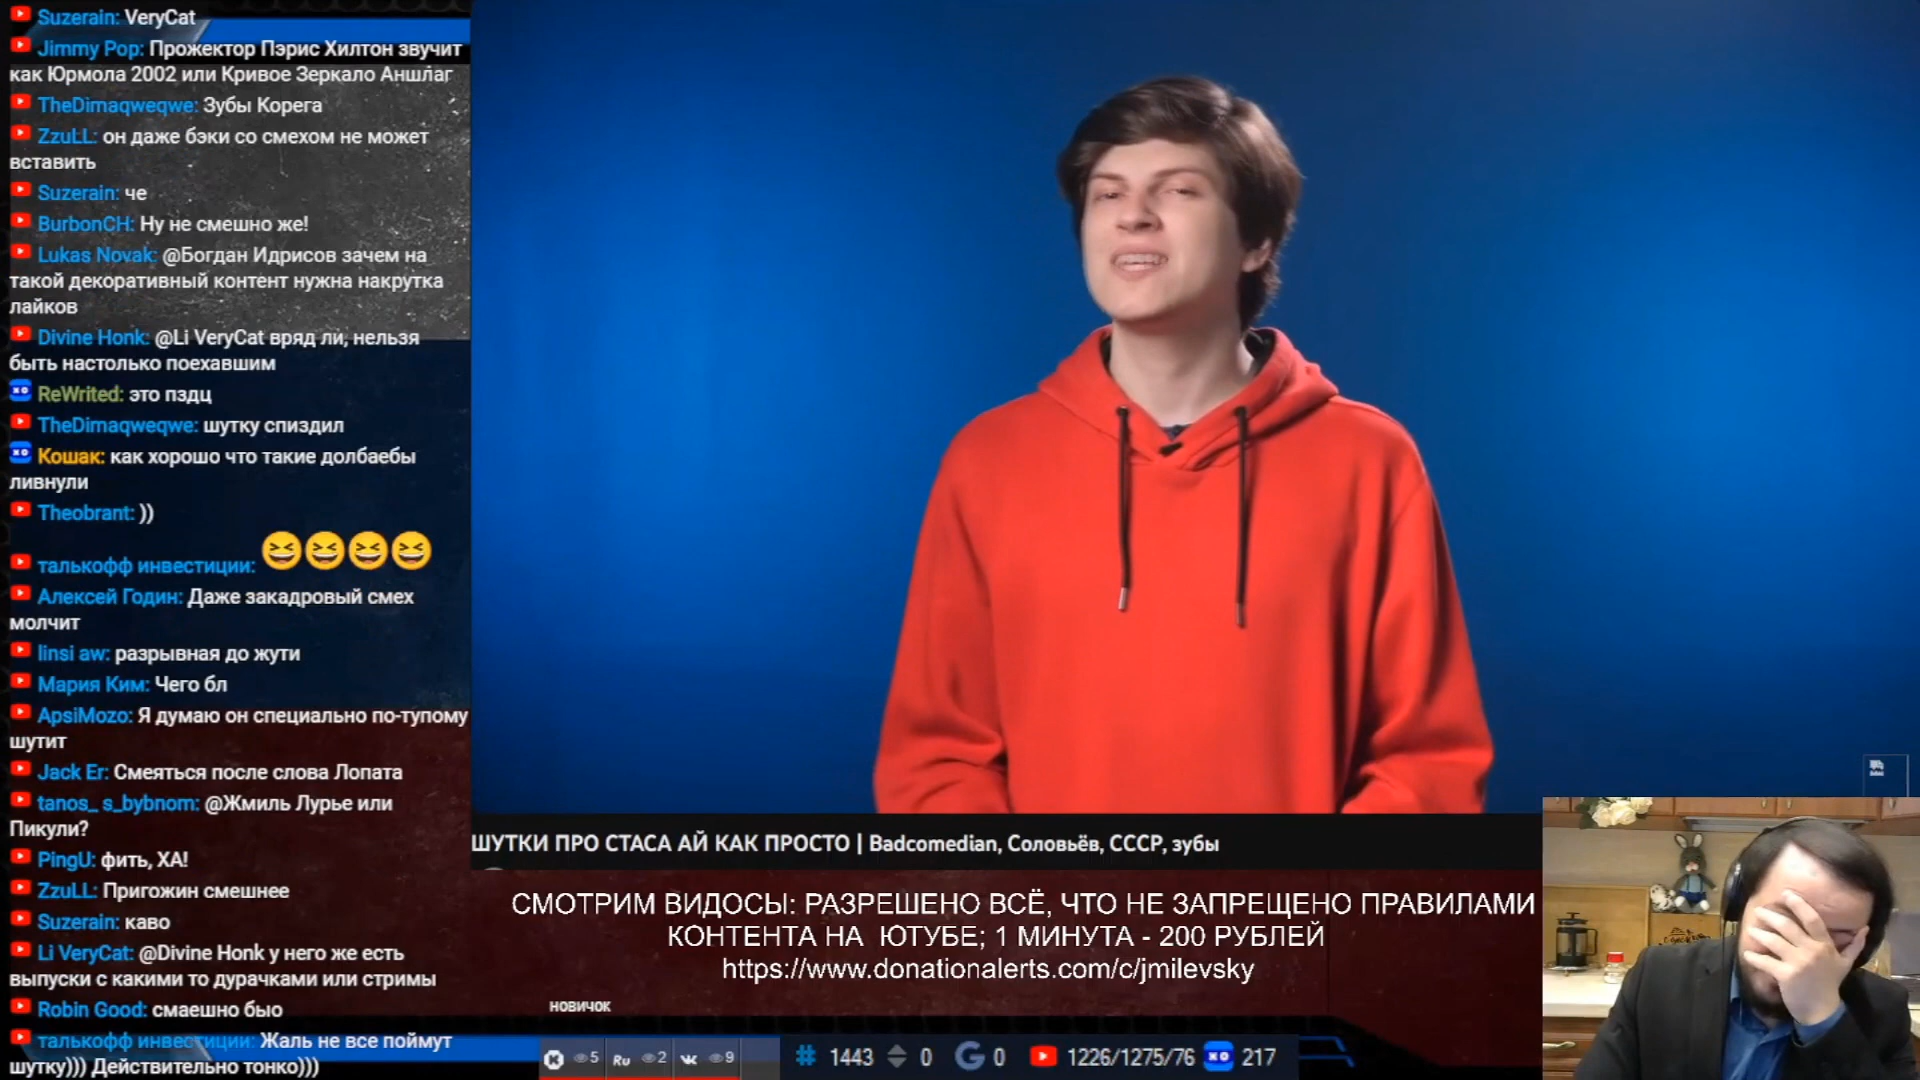 Suzerain: VeryCat
Jimmy Pop: Прожектор Пэрис Хилтон звучит
как Юрмола 2002 или Кривое Зеркало Аншлаг
TheDimaqweqwe: Зубы Корега
ZzuLL: он даже бэки со смехом не может
вставить
Suzerain: че
BurbonCH: Ну не смешно же!
Lukas Novak: @Богдан Идрисов зачем на
такой декоративный контент нужна накрутка
лайков
Divine Honk: @Li VeryCat вряд ли, нельзя
быть настолько поехавшим
ReWrited: это пздц
TheDimaqweqwe: шутку спиздил
Кошак: как хорошо что такие долбаебы
ливнули
Theobrant: ))
талькофф инвестиции: 😆😆😆😆
Алексей Годин: Даже закадровый смех
молчит
linsi aw: разрывная до жути
Мария Ким: Чего бл
ApsiMozo: Я думаю он специально по-тупому
шутит
Jack Er: Смеяться после слова Лопата
tanos_ s_bybnom: @Жмиль Лурье или
Пикули?
PingU: фить, ХА!
ZzuLL: Пригожин смешнее
Suzerain: каво
Li VeryCat: @Divine Honk у него же есть
выпуски с какими то дурачками или стримы
Robin Good: смаешно быо
талькофф инвестиции: Жаль не все поймут
шутку))) Действительно тонко)))
ШУТКИ ПРО СТАСА АЙ КАК ПРОСТО | Badcomedian, Соловьёв, СССР, зубы
СМОТРИМ ВИДОСЫ: РАЗРЕШЕНО ВСЁ, ЧТО НЕ ЗАПРЕЩЕНО ПРАВИЛАМИ
КОНТЕНТА НА ЮТУБЕ; 1 МИНУТА - 200 РУБЛЕЙ
https://www.donationalerts.com/c/jmilevsky
новичок
5 Ru 2 9 # 1443 0 G 0 1226/1275/76 XO 217